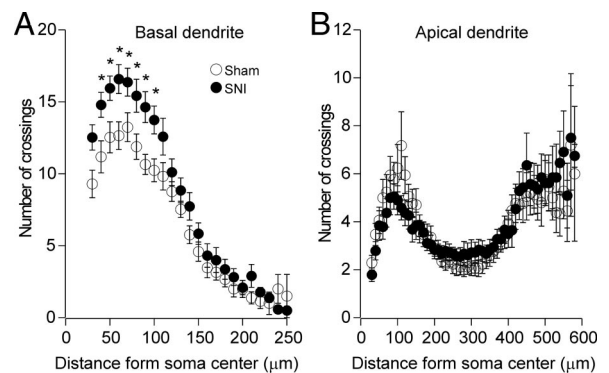 A
Basal dendrite
Number of crossings
20
15
10
5
0
* * * * * * *
Sham
SNI
0 50 100 150 200 250
Distance form soma center (μm)
B
Apical dendrite
Number of crossings
12
10
8
6
4
2
0
0 100 200 300 400 500 600
Distance form soma center (μm)